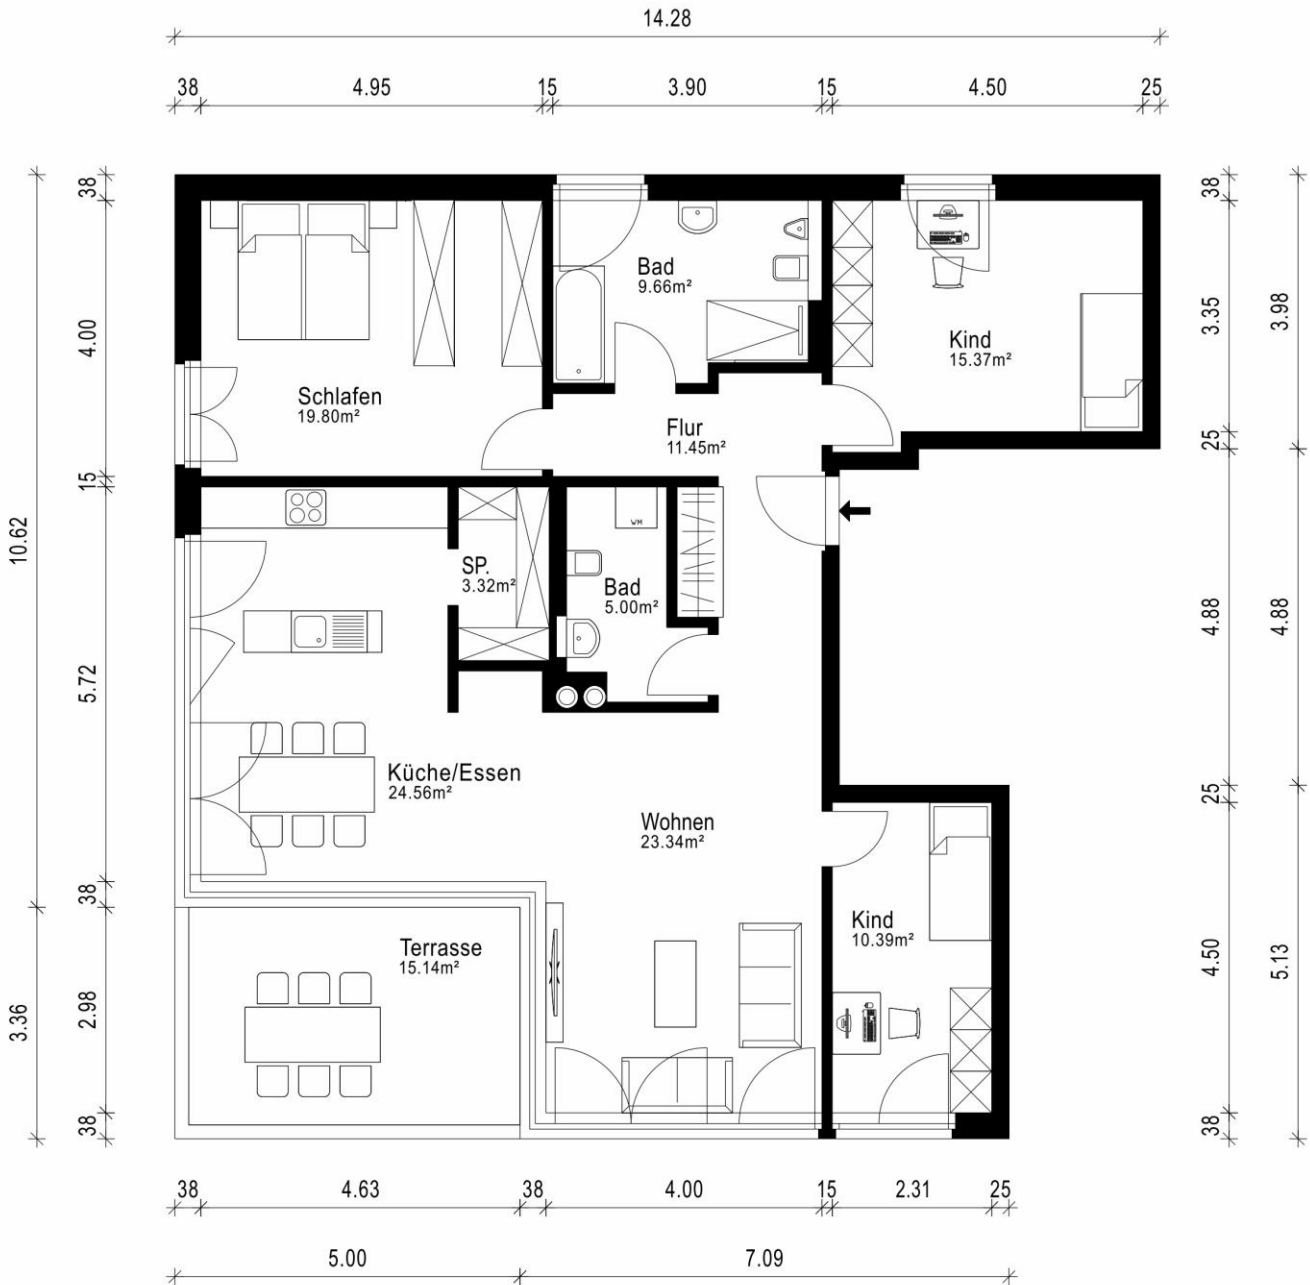 14.28
38 4.95 15 3.90 15 4.50 25
38
4.00
15
5.72
38
2.98
38
10.62
3.36
38
3.35
25
4.88
25
4.50
38
3.98
4.88
5.13
Bad
9.66m²
Kind
15.37m²
Schlafen
19.80m²
Flur
11.45m²
WM
SP.
3.32m²
Bad
5.00m²
Küche/Essen
24.56m²
Wohnen
23.34m²
Kind
10.39m²
Terrasse
15.14m²
38 4.63 38 4.00 15 2.31 25
5.00 7.09